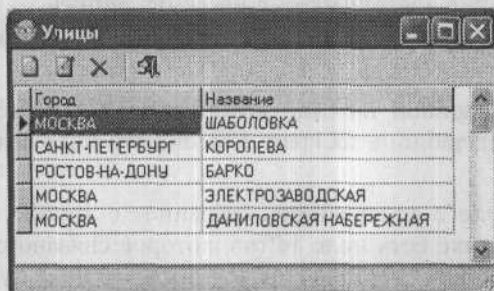 Улицы
Город Название
МОСКВА ШАБОЛОВКА
САНКТ-ПЕТЕРБУРГ КОРОЛЕВА
РОСТОВ-НА-ДОНУ БАРКО
МОСКВА ЭЛЕКТРОЗАВОДСКАЯ
МОСКВА ДАНИЛОВСКАЯ НАБЕРЕЖНАЯ